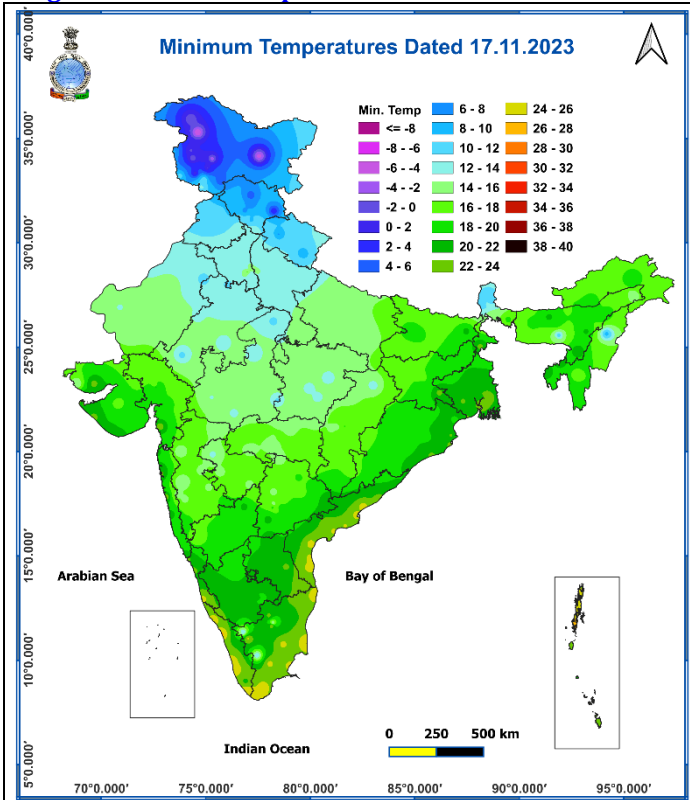 Minimum Temperatures Dated 17.11.2023
Min. Temp
<= -8
-8 - -6
-6 - -4
-4 - -2
-2 - 0
0 - 2
2 - 4
4 - 6
6 - 8
8 - 10
10 - 12
12 - 14
14 - 16
16 - 18
18 - 20
20 - 22
22 - 24
24 - 26
26 - 28
28 - 30
30 - 32
32 - 34
34 - 36
36 - 38
38 - 40
40°0.000'
35°0.000'
30°0.000'
25°0.000'
20°0.000'
15°0.000'
10°0.000'
5°0.000'
Arabian Sea
Bay of Bengal
Indian Ocean
0 250 500 km
70°0.000' 75°0.000' 80°0.000' 85°0.000' 90°0.000' 95°0.000'